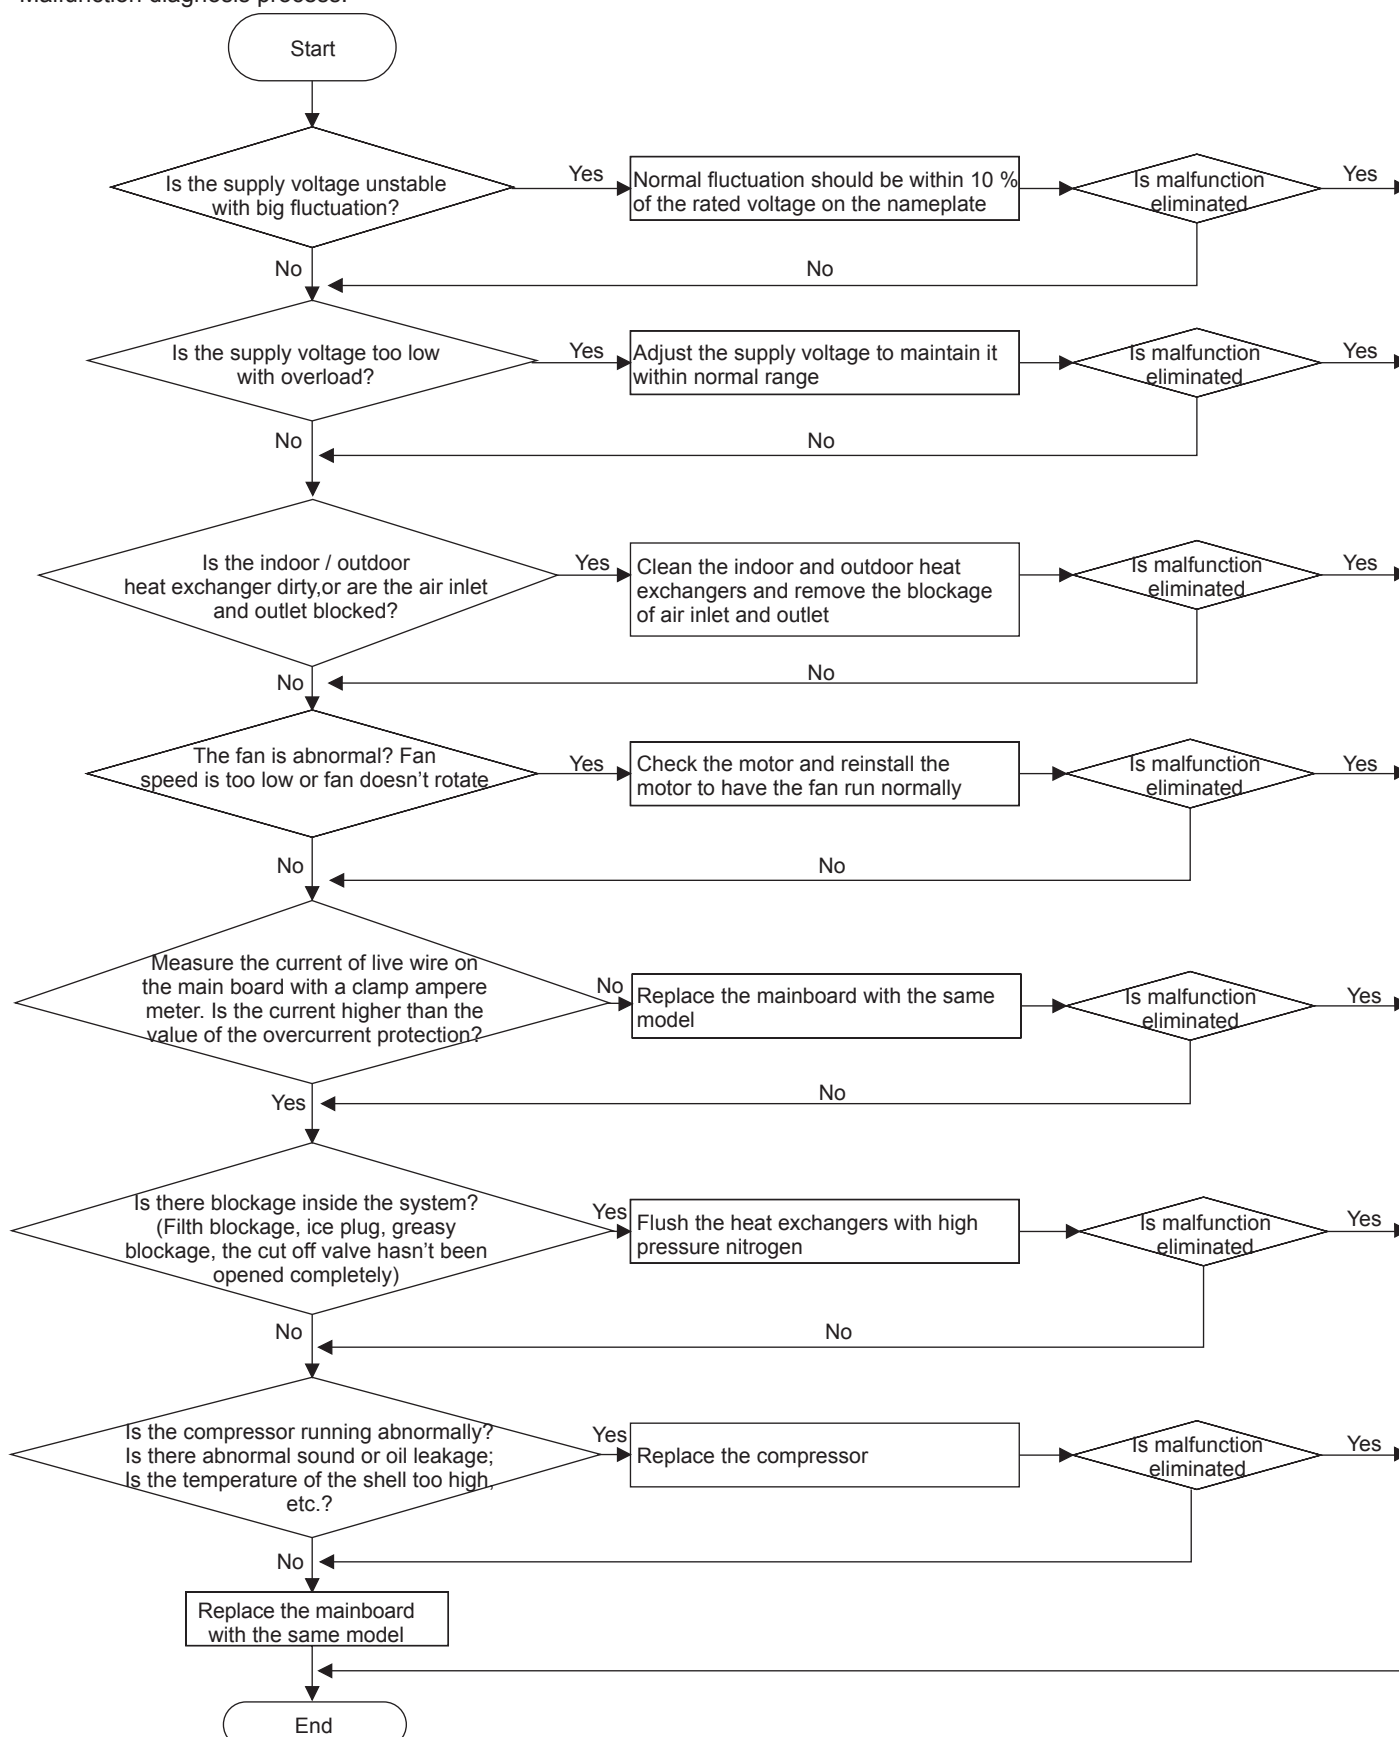 Malfunction diagnosis process:
Start
Is the supply voltage unstable
with big fluctuation?
Yes
Normal fluctuation should be within 10 %
of the rated voltage on the nameplate
Is malfunction
eliminated
Yes
No
No
Is the supply voltage too low
with overload?
Yes
Adjust the supply voltage to maintain it
within normal range
Is malfunction
eliminated
Yes
No
No
Is the indoor / outdoor
heat exchanger dirty,or are the air inlet
and outlet blocked?
Yes
Clean the indoor and outdoor heat
exchangers and remove the blockage
of air inlet and outlet
Is malfunction
eliminated
Yes
No
No
The fan is abnormal? Fan
speed is too low or fan doesn't rotate
Yes
Check the motor and reinstall the
motor to have the fan run normally
Is malfunction
eliminated
Yes
No
No
Measure the current of live wire on
the main board with a clamp ampere
meter. Is the current higher than the
value of the overcurrent protection?
No
Replace the mainboard with the same
model
Is malfunction
eliminated
Yes
Yes
No
Is there blockage inside the system?
(Filth blockage, ice plug, greasy
blockage, the cut off valve hasn't been
opened completely)
Yes
Flush the heat exchangers with high
pressure nitrogen
Is malfunction
eliminated
Yes
No
No
Is the compressor running abnormally?
Is there abnormal sound or oil leakage;
Is the temperature of the shell too high,
etc.?
Yes
Replace the compressor
Is malfunction
eliminated
Yes
No
Replace the mainboard
with the same model
End